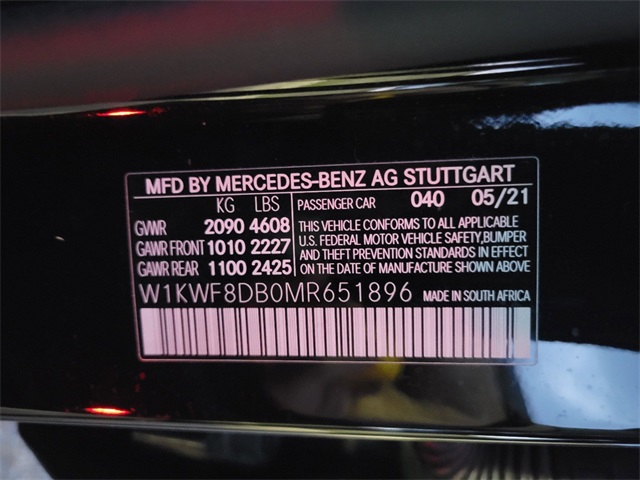 MFD BY MERCEDES-BENZ AG STUTTGART
KG LBS PASSENGER CAR 040 05/21
GVWR 2090 4608
GAWR FRONT 1010 2227
GAWR REAR 1100 2425
THIS VEHICLE CONFORMS TO ALL APPLICABLE
U.S. FEDERAL MOTOR VEHICLE SAFETY, BUMPER
AND THEFT PREVENTION STANDARDS IN EFFECT
ON THE DATE OF MANUFACTURE SHOWN ABOVE.
W1KWF8DB0MR651896 MADE IN SOUTH AFRICA